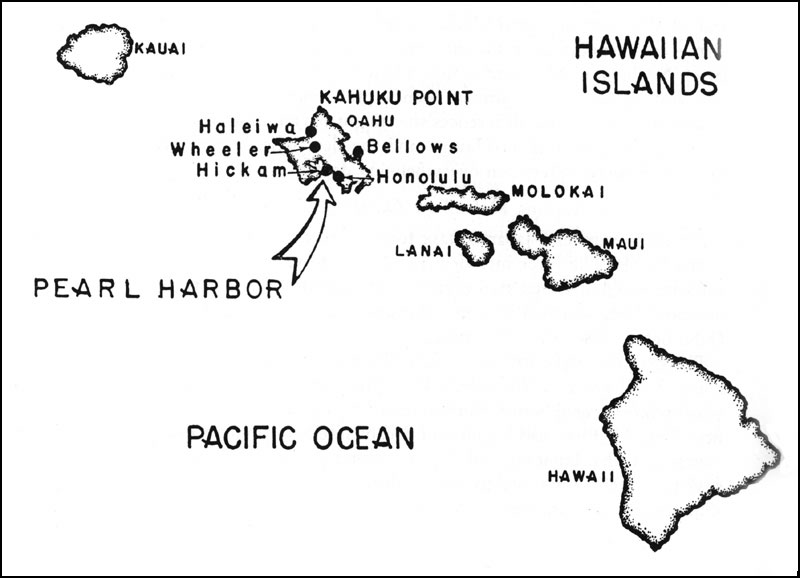 KAUAI
HAWAIIAN
ISLANDS
KAHUKU POINT
OAHU
Haleiwa
Wheeler
Bellows
Hickam
Honolulu
MOLOKAI
LANAI
MAUI
PEARL HARBOR
PACIFIC OCEAN
HAWAII